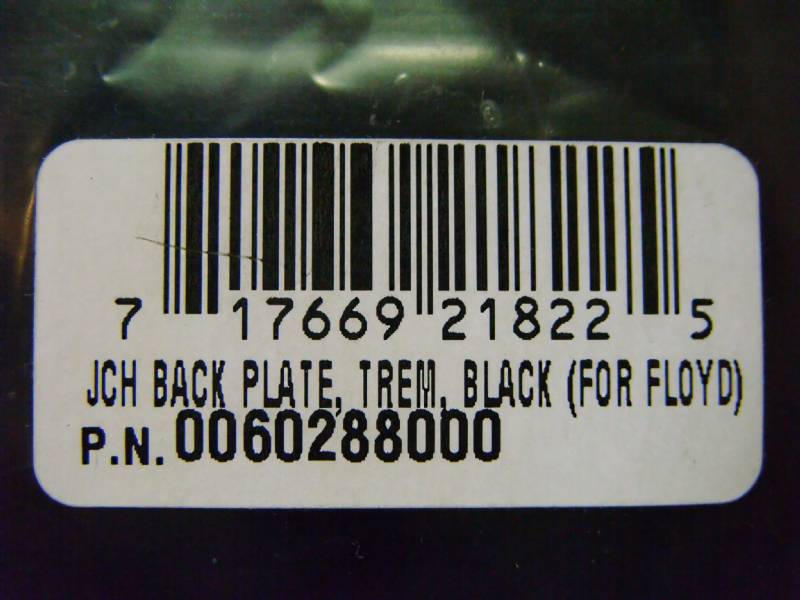 7 17669 21822 5
JCH BACK PLATE, TREM, BLACK (FOR FLOYD)
P.N. 0060288000